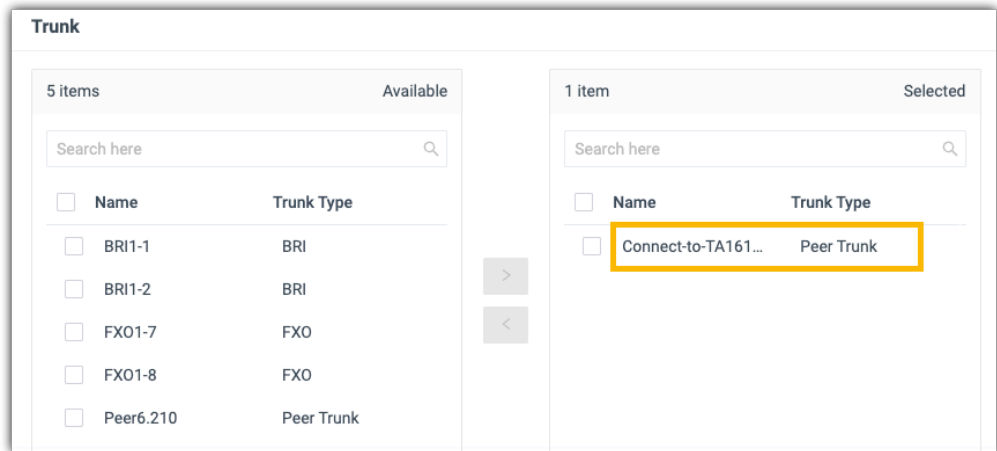 Trunk
5 items Available
Search here
Name Trunk Type
BRI1-1 BRI
BRI1-2 BRI
FXO1-7 FXO
FXO1-8 FXO
Peer6.210 Peer Trunk
>
<
1 item Selected
Search here
Name Trunk Type
Connect-to-TA161... Peer Trunk